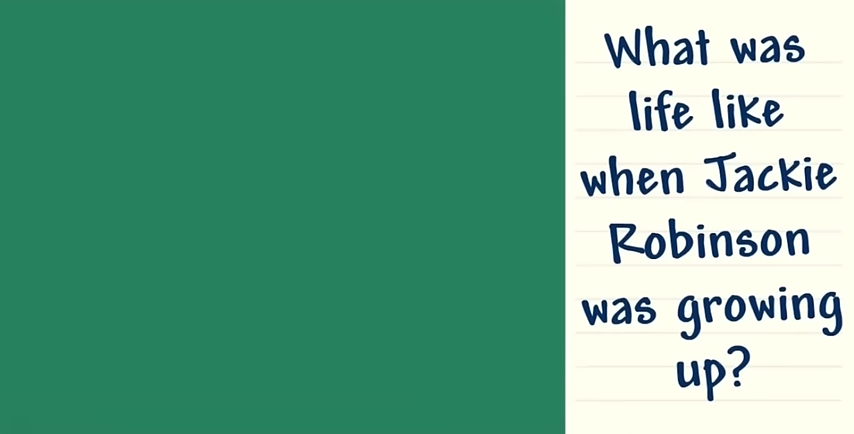 What was
life like
when Jackie
Robinson
was growing
up?